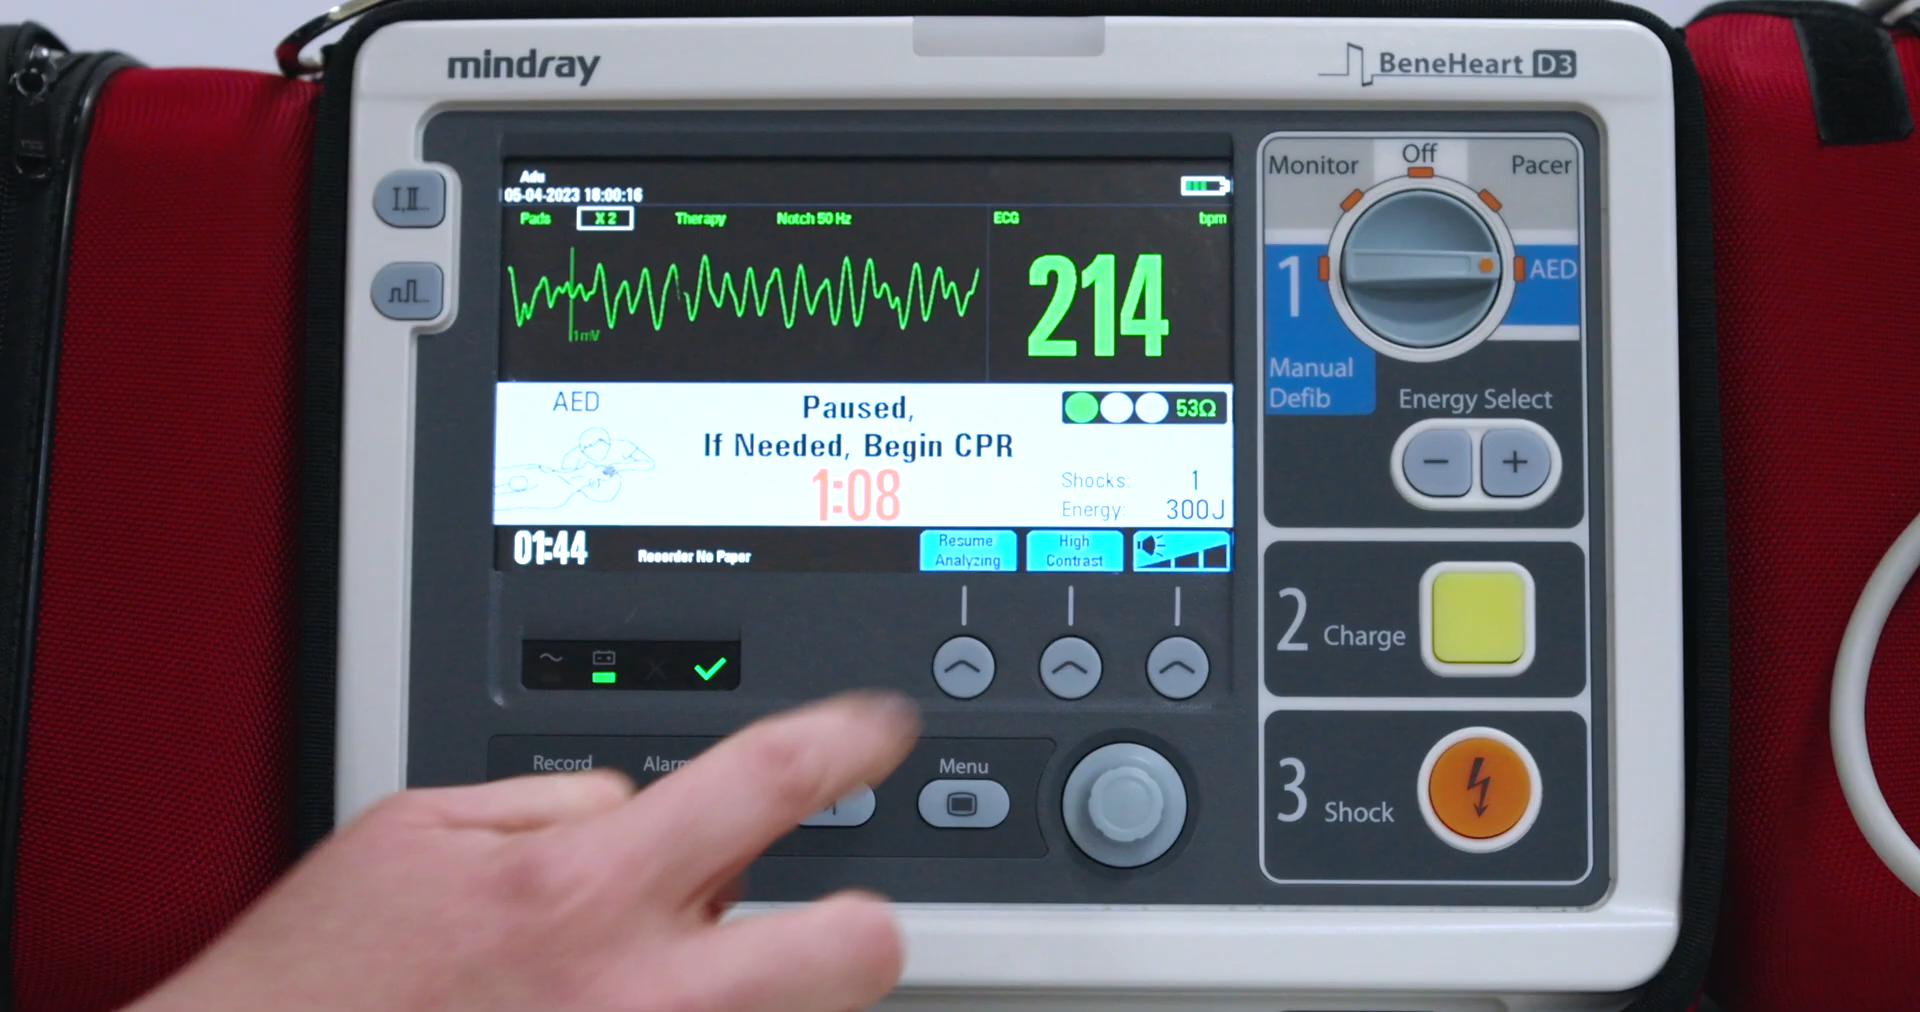 mindray
BeneHeart D3
Adu
05-04-2023 18:00:16
Pads X 2 Therapy Notch 50 Hz ECG bpm
1mV
214
AED
Paused,
If Needed, Begin CPR
1:08
53Ω
Shocks: 1
Energy: 300J
01:44 Recorder No Paper
Resume
Analyzing
High
Contrast
Record
Menu
Monitor Off Pacer
1 AED
Manual
Defib
Energy Select
- +
2 Charge
3 Shock